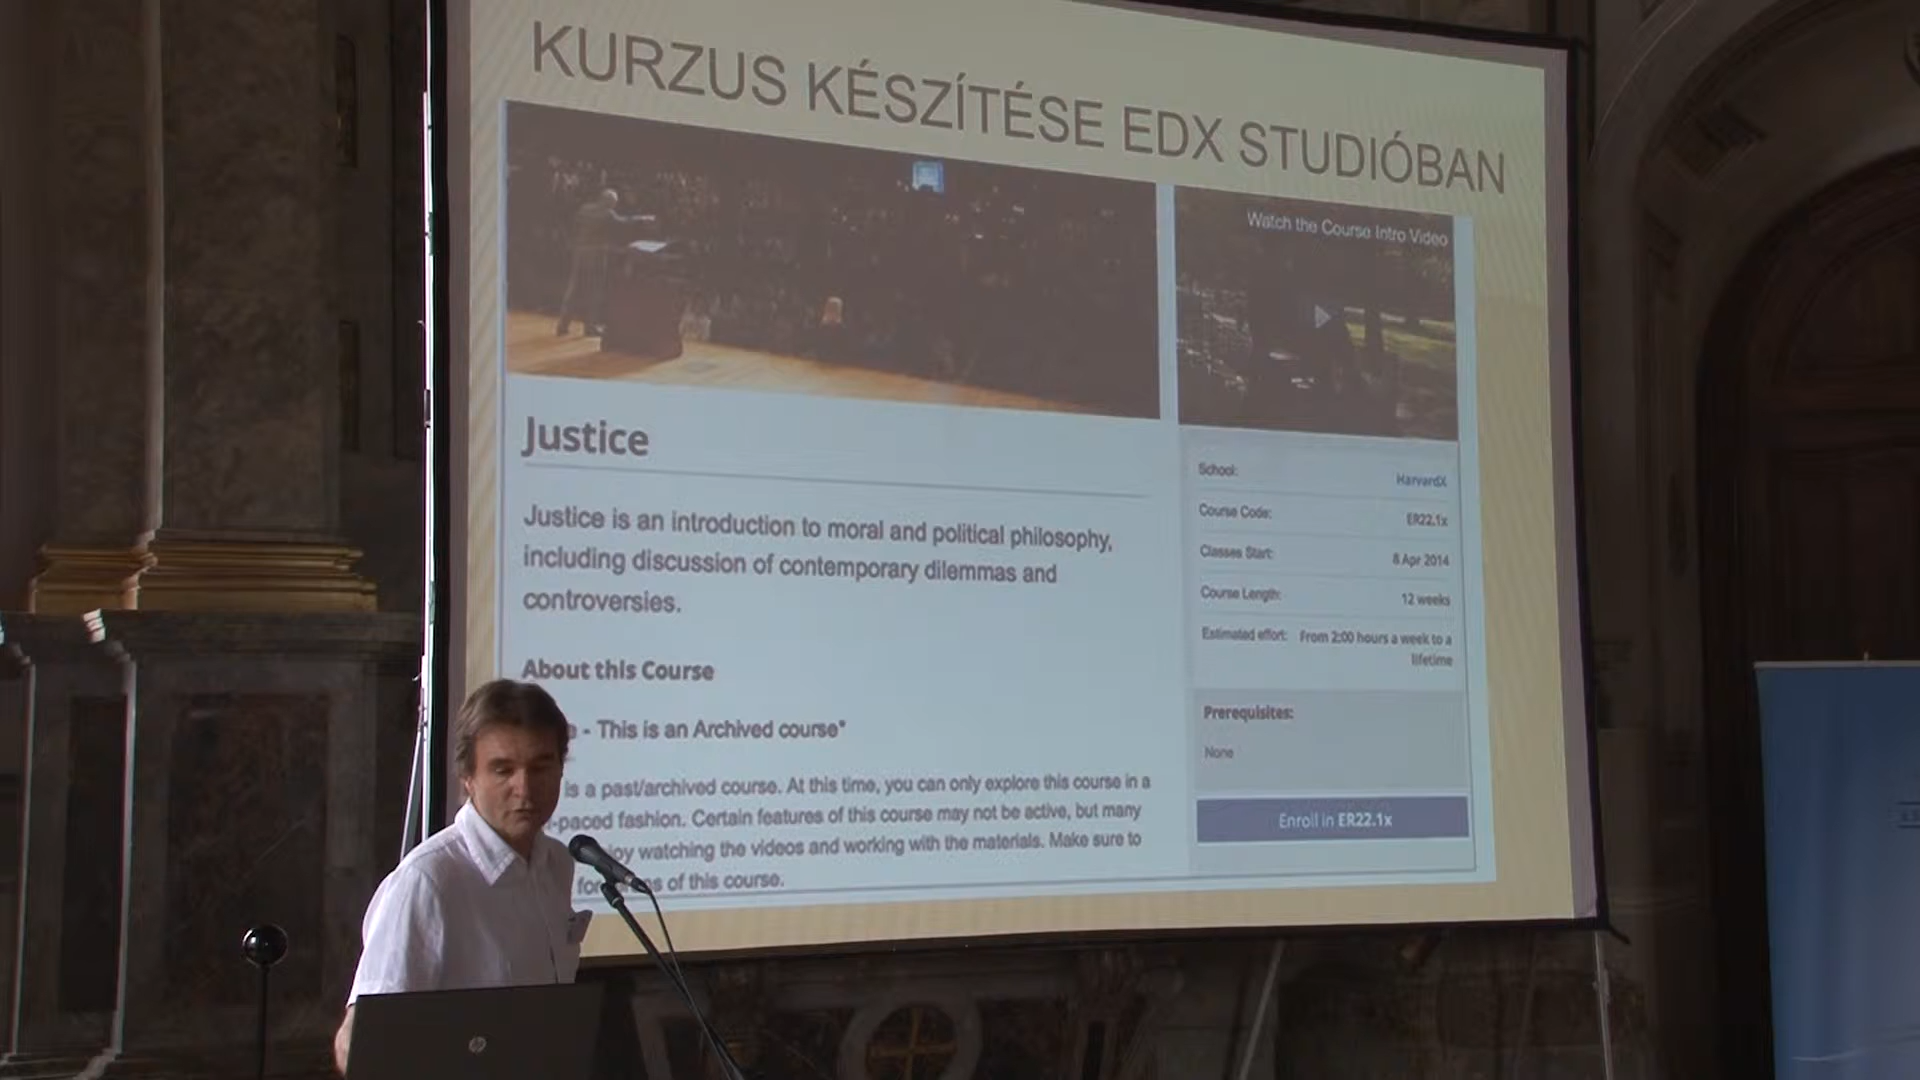 KURZUS KÉSZÍTÉSE EDX STUDIÓBAN
Watch the Course Intro Video
Justice
Justice is an introduction to moral and political philosophy,
including discussion of contemporary dilemmas and
controversies.
About this Course
- This is an Archived course*
is a past/archived course. At this time, you can only explore this course in a
-paced fashion. Certain features of this course may not be active, but many
watching the videos and working with the materials. Make sure to
of this course.
School: HarvardX
Course Code: ER22.1x
Classes Start: 8 Apr 2014
Course Length: 12 weeks
Estimated effort: From 2:00 hours a week to a
lifetime
Prerequisites:
None
Enroll in ER22.1x
hp